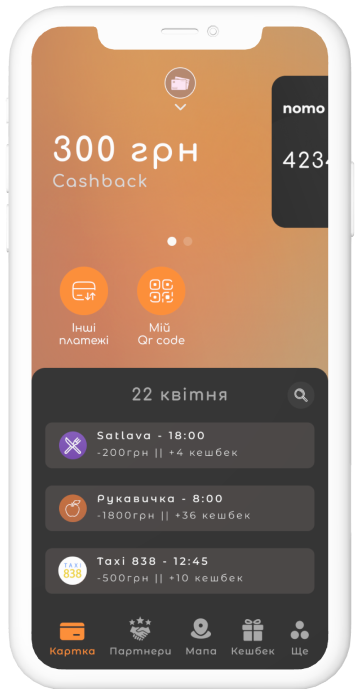 300 грн
Cashback
nomo
4234
Інші
платежі
Мій
Qr code
22 квітня
Satlava - 18:00
-200грн || +4 кешбек
Рукавичка - 8:00
-1800грн || +36 кешбек
TAXI
838
Taxi 838 - 12:45
-500грн || +10 кешбек
Картка
Партнери
Мапа
Кешбек
Ще